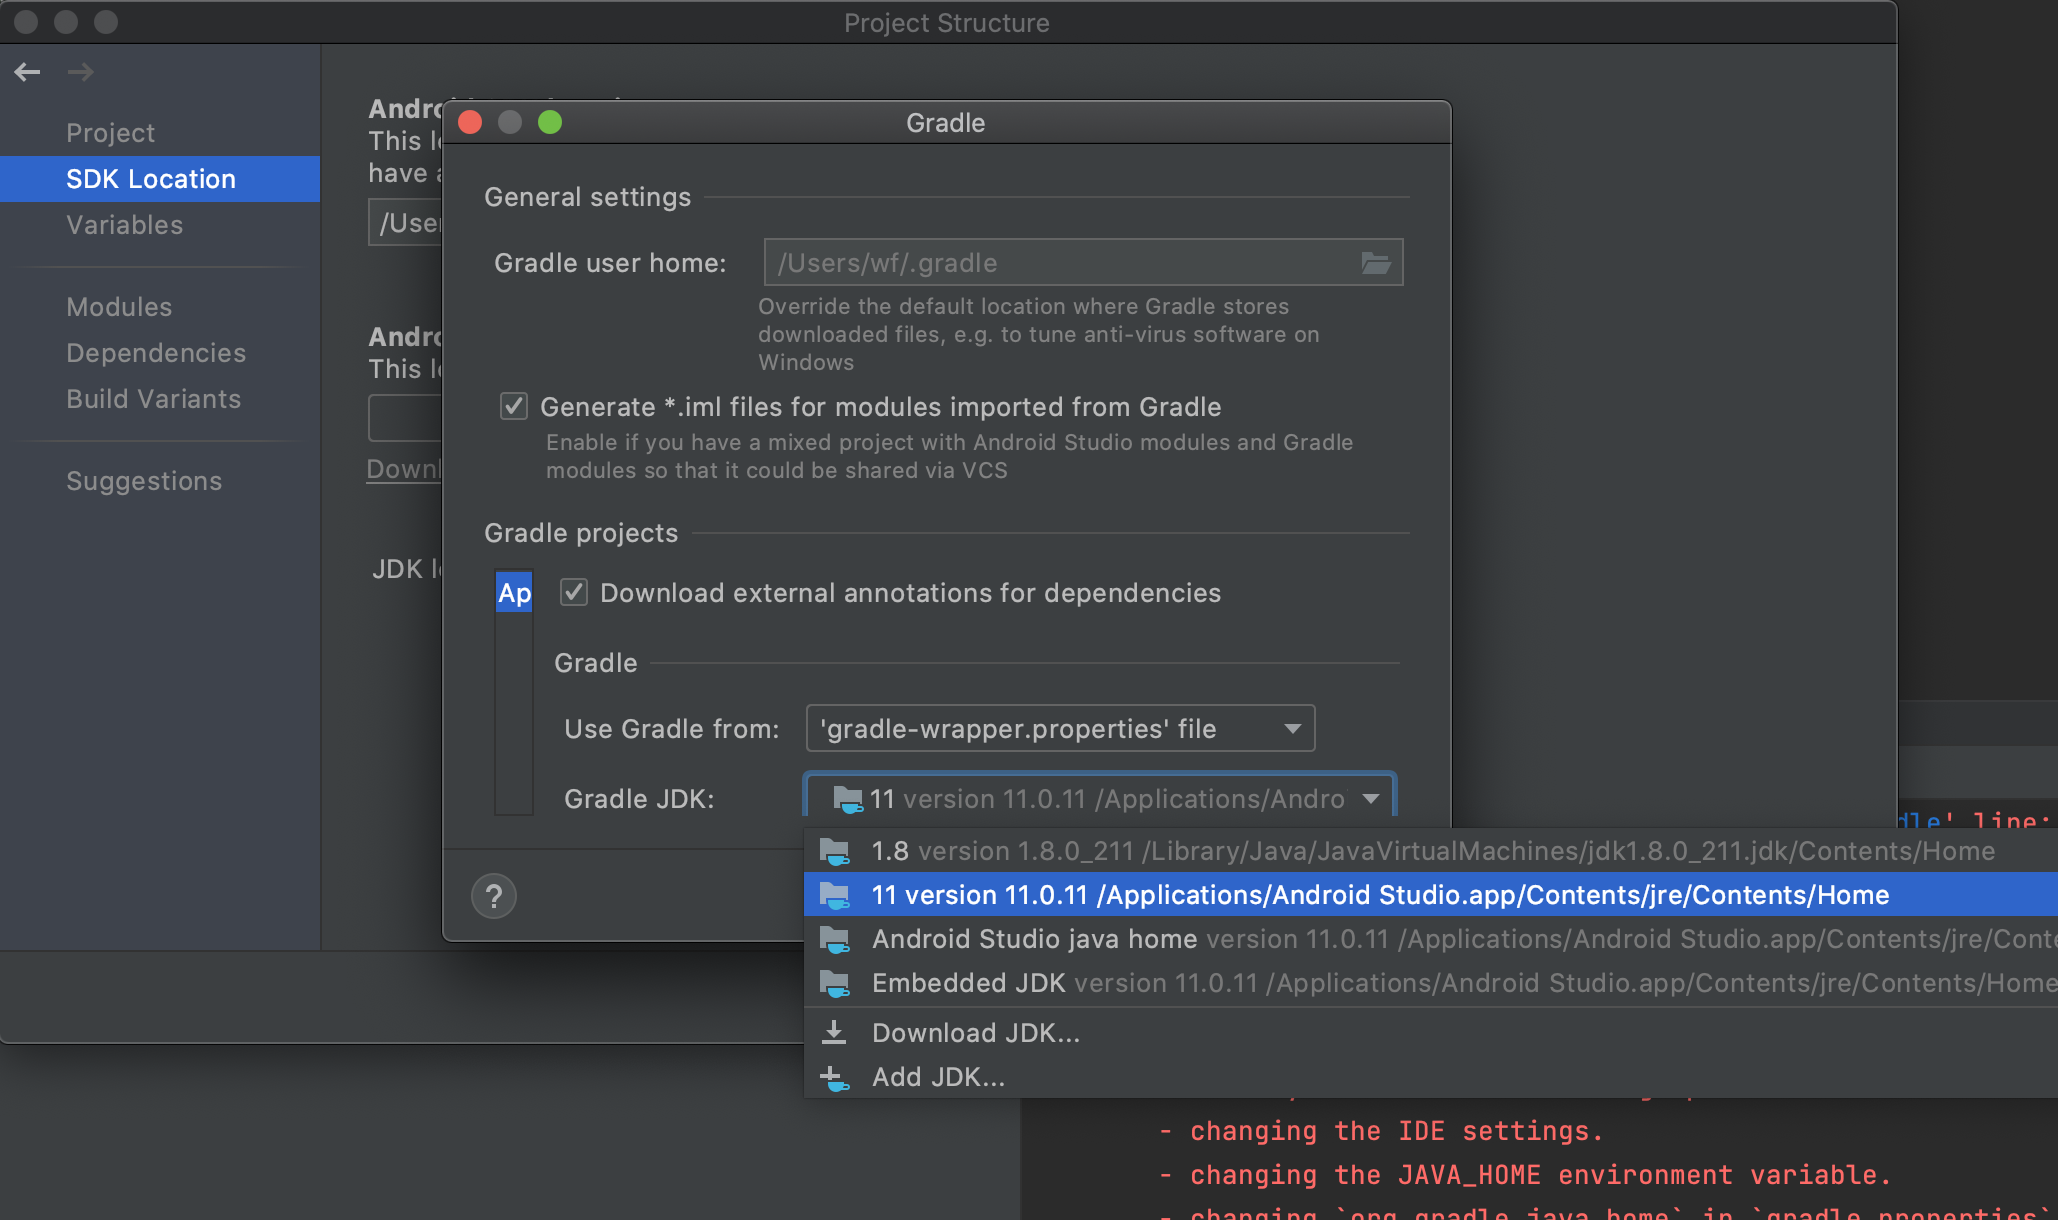 Project Structure
Project
SDK Location
Variables
Modules
Dependencies
Build Variants
Suggestions
This
have
/User
This
JDK
Gradle
General settings
Gradle user home:
/Users/wf/.gradle
Override the default location where Gradle stores
downloaded files, e.g. to tune anti-virus software on
Windows
Generate *.iml files for modules imported from Gradle
Enable if you have a mixed project with Android Studio modules and Gradle
modules so that it could be shared via VCS
Gradle projects
Ap
Download external annotations for dependencies
Gradle
Use Gradle from:
'gradle-wrapper.properties' file
Gradle JDK:
11 version 11.0.11 /Applications/Andro
1.8 version 1.8.0_211 /Library/Java/JavaVirtualMachines/jdk1.8.0_211.jdk/Contents/Home
11 version 11.0.11 /Applications/Android Studio.app/Contents/jre/Contents/Home
Android Studio java home version 11.0.11 /Applications/Android Studio.app/Contents/jre/Conte
Embedded JDK version 11.0.11 /Applications/Android Studio.app/Contents/jre/Contents/Home
Download JDK...
Add JDK...
?
dle' line:
- changing the IDE settings.
- changing the JAVA_HOME environment variable.
- changing `org.gradle.java.home` in `gradle.properties`